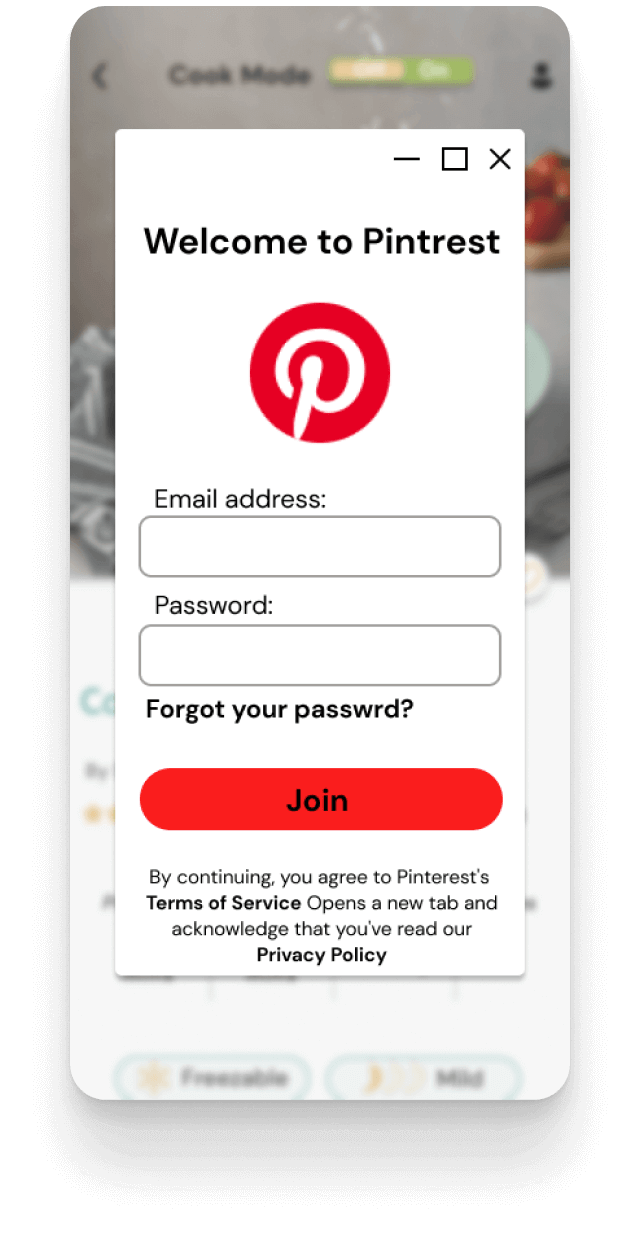 Cook Mode
On
Welcome to Pintrest
Email address:
Password:
Forgot your passwrd?
Join
By continuing, you agree to Pinterest's
Terms of Service Opens a new tab and
acknowledge that you've read our
Privacy Policy
Freezable
Mild